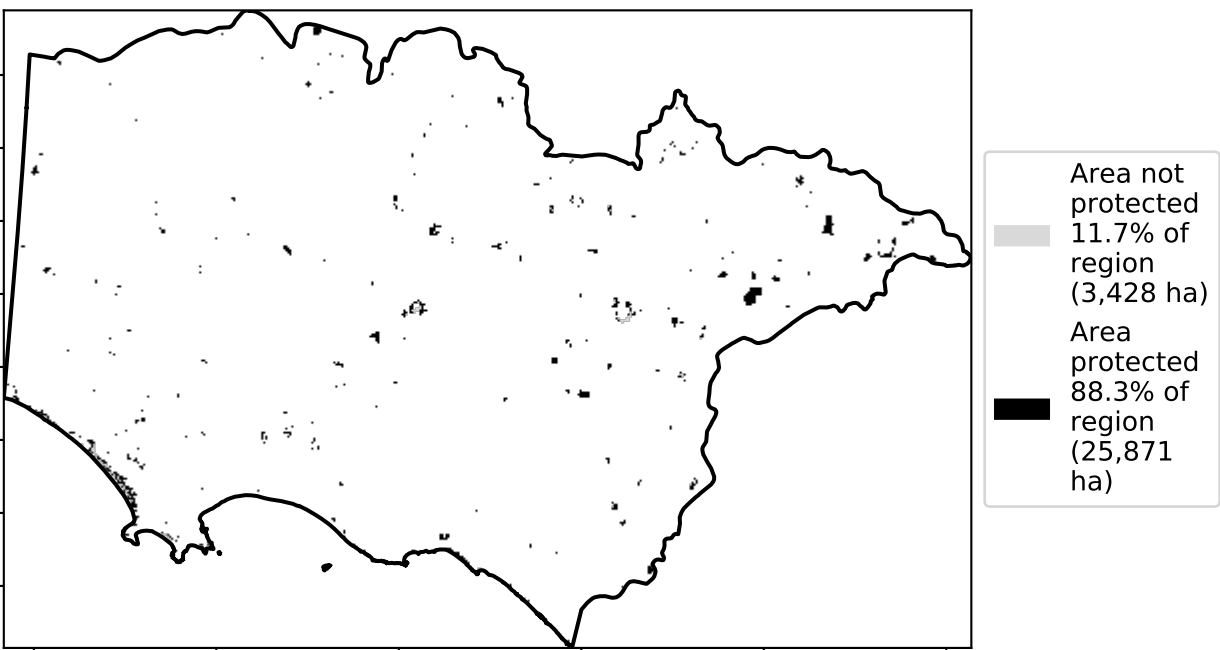 Area not
protected
11.7% of
region
(3,428 ha)
Area
protected
88.3% of
region
(25,871
ha)